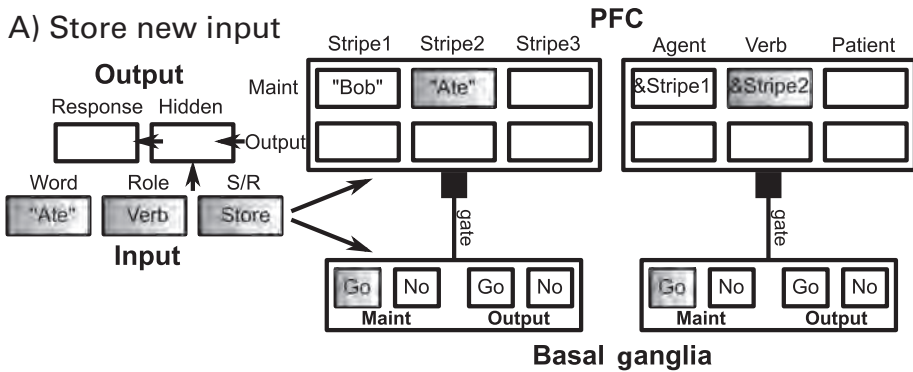 A) Store new input
PFC
Stripe1 Stripe2 Stripe3
Agent Verb Patient
Output
Response Hidden
Maint
"Bob" "Ate"
&Stripe1 &Stripe2
Output
Word Role S/R
"Ate" Verb Store
Input
gate
gate
Go No Go No
Maint Output
Go No Go No
Maint Output
Basal ganglia